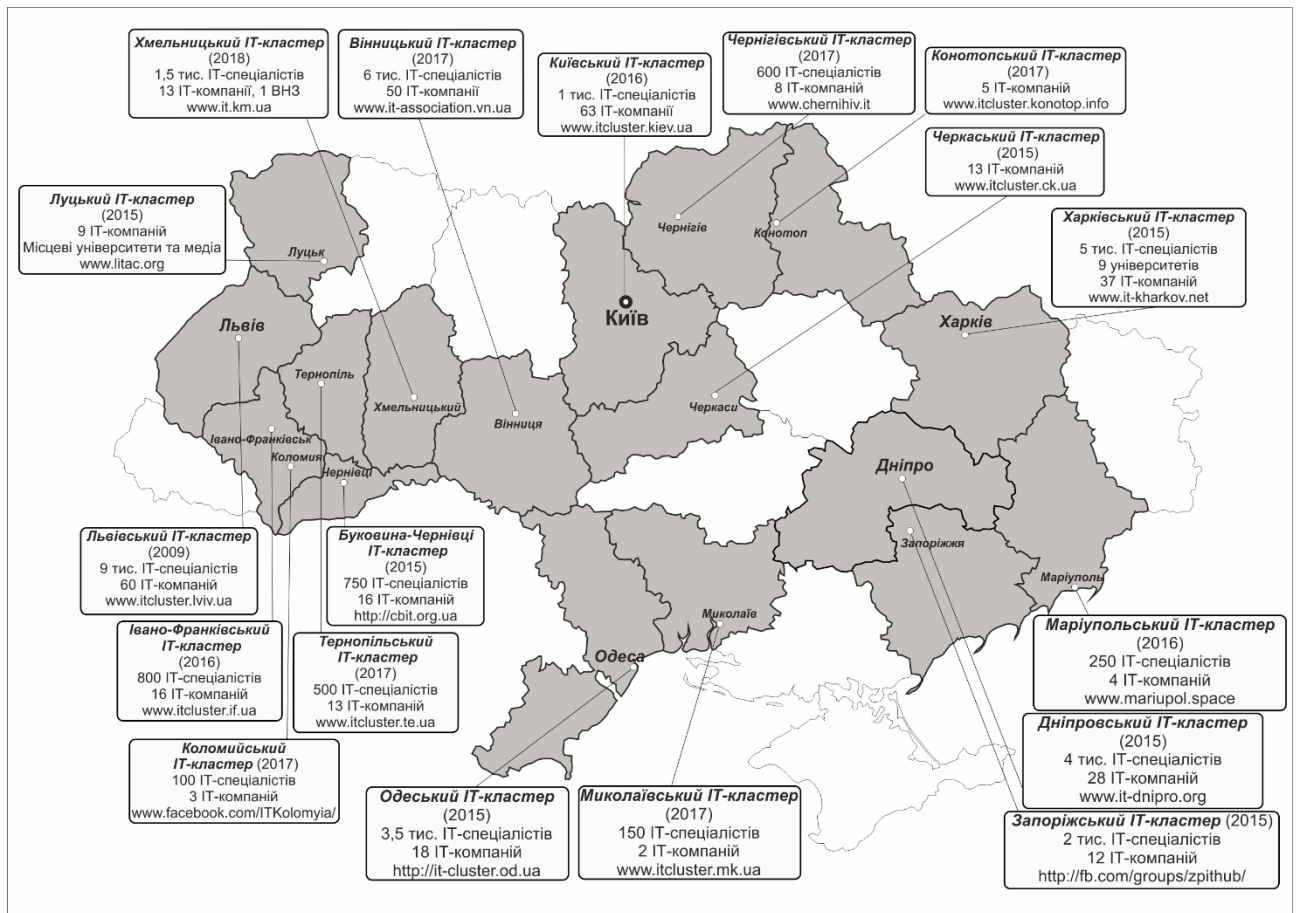 Хмельницький ІТ-кластер
(2018)
1,5 тис. ІТ-спеціалістів
13 ІТ-компанії, 1 ВНЗ
www.it.km.ua
Вінницький ІТ-кластер
(2017)
6 тис. ІТ-спеціалістів
50 ІТ-компанії
www.it-association.vn.ua
Київський ІТ-кластер
(2016)
1 тис. ІТ-спеціалістів
63 ІТ-компанії
www.itcluster.kiev.ua
Чернігівський ІТ-кластер
(2017)
600 ІТ-спеціалістів
8 ІТ-компанії
www.chernihiv.it
Конотопський ІТ-кластер
(2017)
5 ІТ-компанії
www.itcluster.konotop.info
Черкаський ІТ-кластер
(2015)
13 ІТ-компанії
www.itcluster.ck.ua
Луцький ІТ-кластер
(2015)
9 ІТ-компаній
Місцеві університети та медіа
www.litac.org
Харківський ІТ-кластер
(2015)
5 тис. ІТ-спеціалістів
9 університетів
37 ІТ-компаній
www.it-kharkov.net
Луцьк
Чернігів
Конотоп
Київ
Львів
Харків
Тернопіль
Хмельницький
Вінниця
Черкаси
Івано-Франківськ
Коломия
Чернівці
Дніпро
Запоріжжя
Маріуполь
Миколаїв
Одеса
Львівський ІТ-кластер
(2009)
9 тис. ІТ-спеціалістів
60 ІТ-компаній
www.itcluster.lviv.ua
Буковина-Чернівці
ІТ-кластер
(2015)
750 ІТ-спеціалістів
16 ІТ-компаній
http://cbit.org.ua
Івано-Франківський
ІТ-кластер
(2016)
800 ІТ-спеціалістів
16 ІТ-компаній
www.itcluster.if.ua
Тернопільський
ІТ-кластер
(2017)
500 ІТ-спеціалістів
13 ІТ-компаній
www.itcluster.te.ua
Коломийський
ІТ-кластер (2017)
100 ІТ-спеціалістів
3 ІТ-компаній
www.facebook.com/ITKolomyia/
Одеський ІТ-кластер
(2015)
3,5 тис. ІТ-спеціалістів
18 ІТ-компаній
http://it-cluster.od.ua
Миколаївський ІТ-кластер
(2017)
150 ІТ-спеціалістів
2 ІТ-компаній
www.itcluster.mk.ua
Маріупольський ІТ-кластер
(2016)
250 ІТ-спеціалістів
4 ІТ-компаній
www.mariupol.space
Дніпровський ІТ-кластер
(2015)
4 тис. ІТ-спеціалістів
28 ІТ-компаній
www.it-dnipro.org
Запоріжський ІТ-кластер (2015)
2 тис. ІТ-спеціалістів
12 ІТ-компаній
http://fb.com/groups/zpithub/